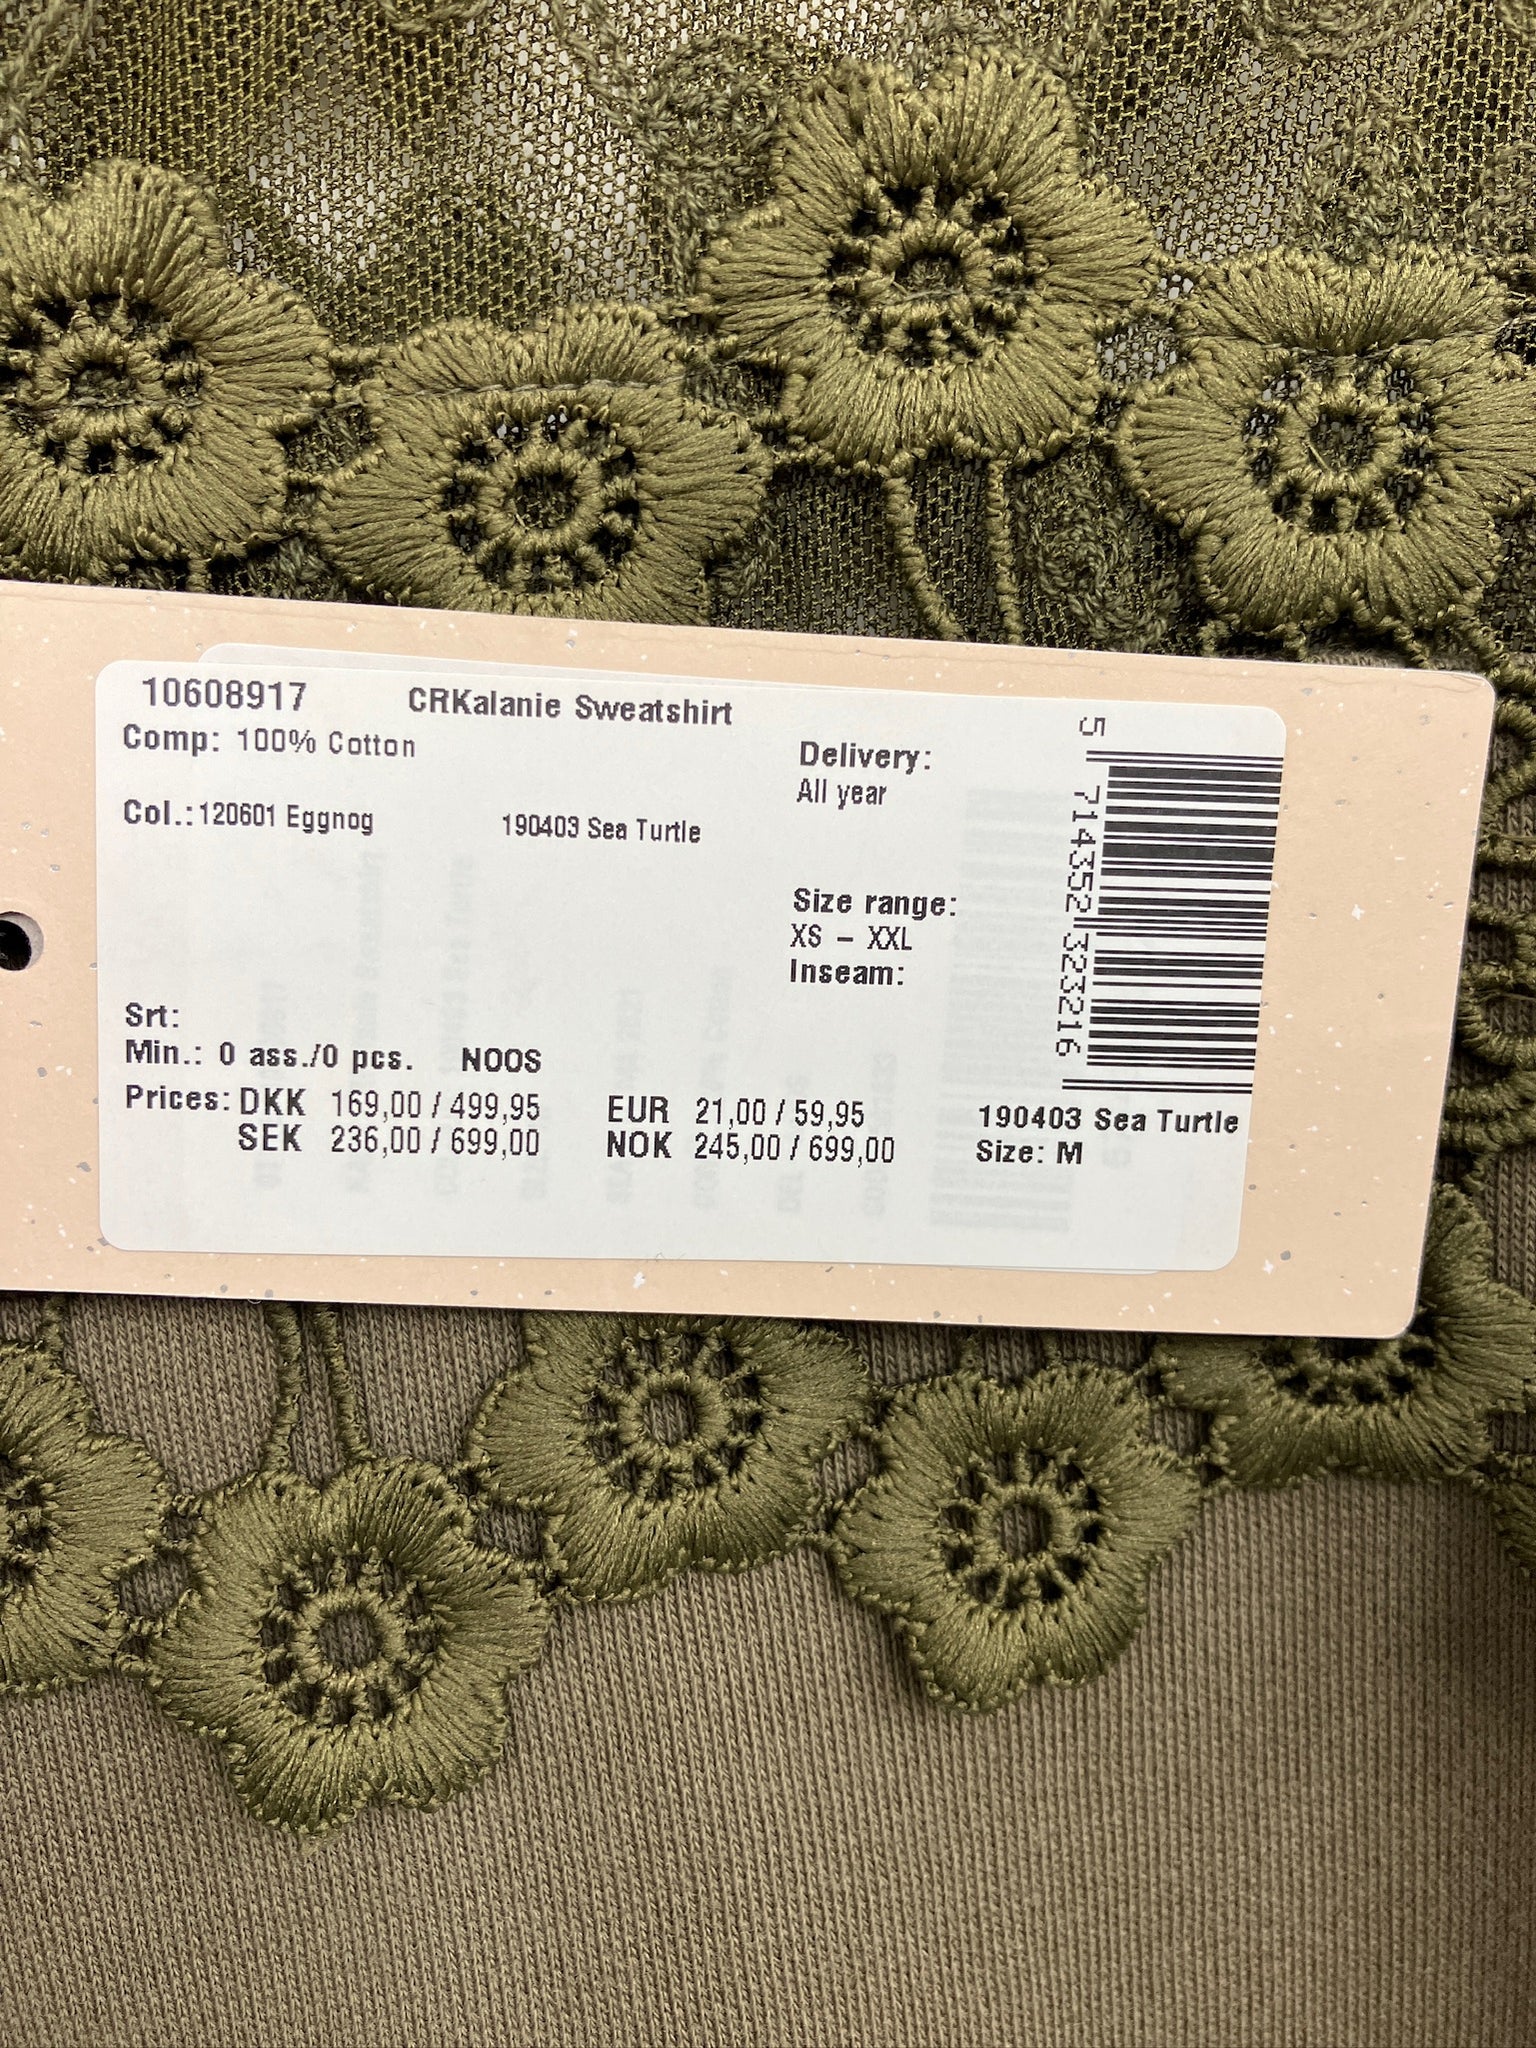 10608917 CRKalanie Sweatshirt
Comp: 100% Cotton
Delivery:
All year
Col.: 120601 Eggnog 190403 Sea Turtle
Size range:
XS – XXL
Inseam:
Srt:
Min.: 0 ass./0 pcs. NOOS
Prices: DKK 169,00 / 499,95 EUR 21,00 / 59,95
SEK 236,00 / 699,00 NOK 245,00 / 699,00
5 714352 323216
190403 Sea Turtle
Size: M